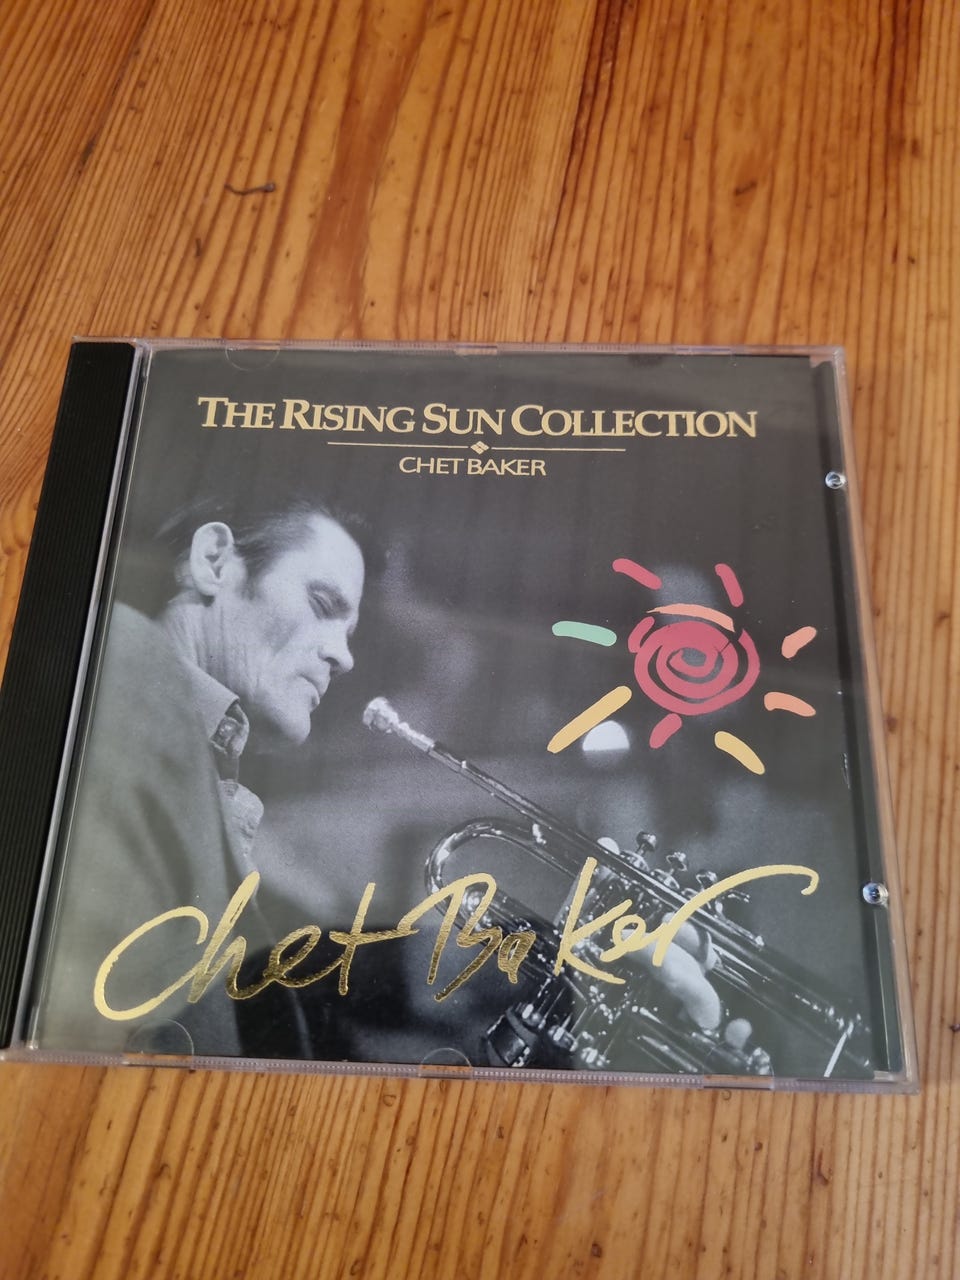 THE RISING SUN COLLECTION
CHET BAKER
Chet Baker